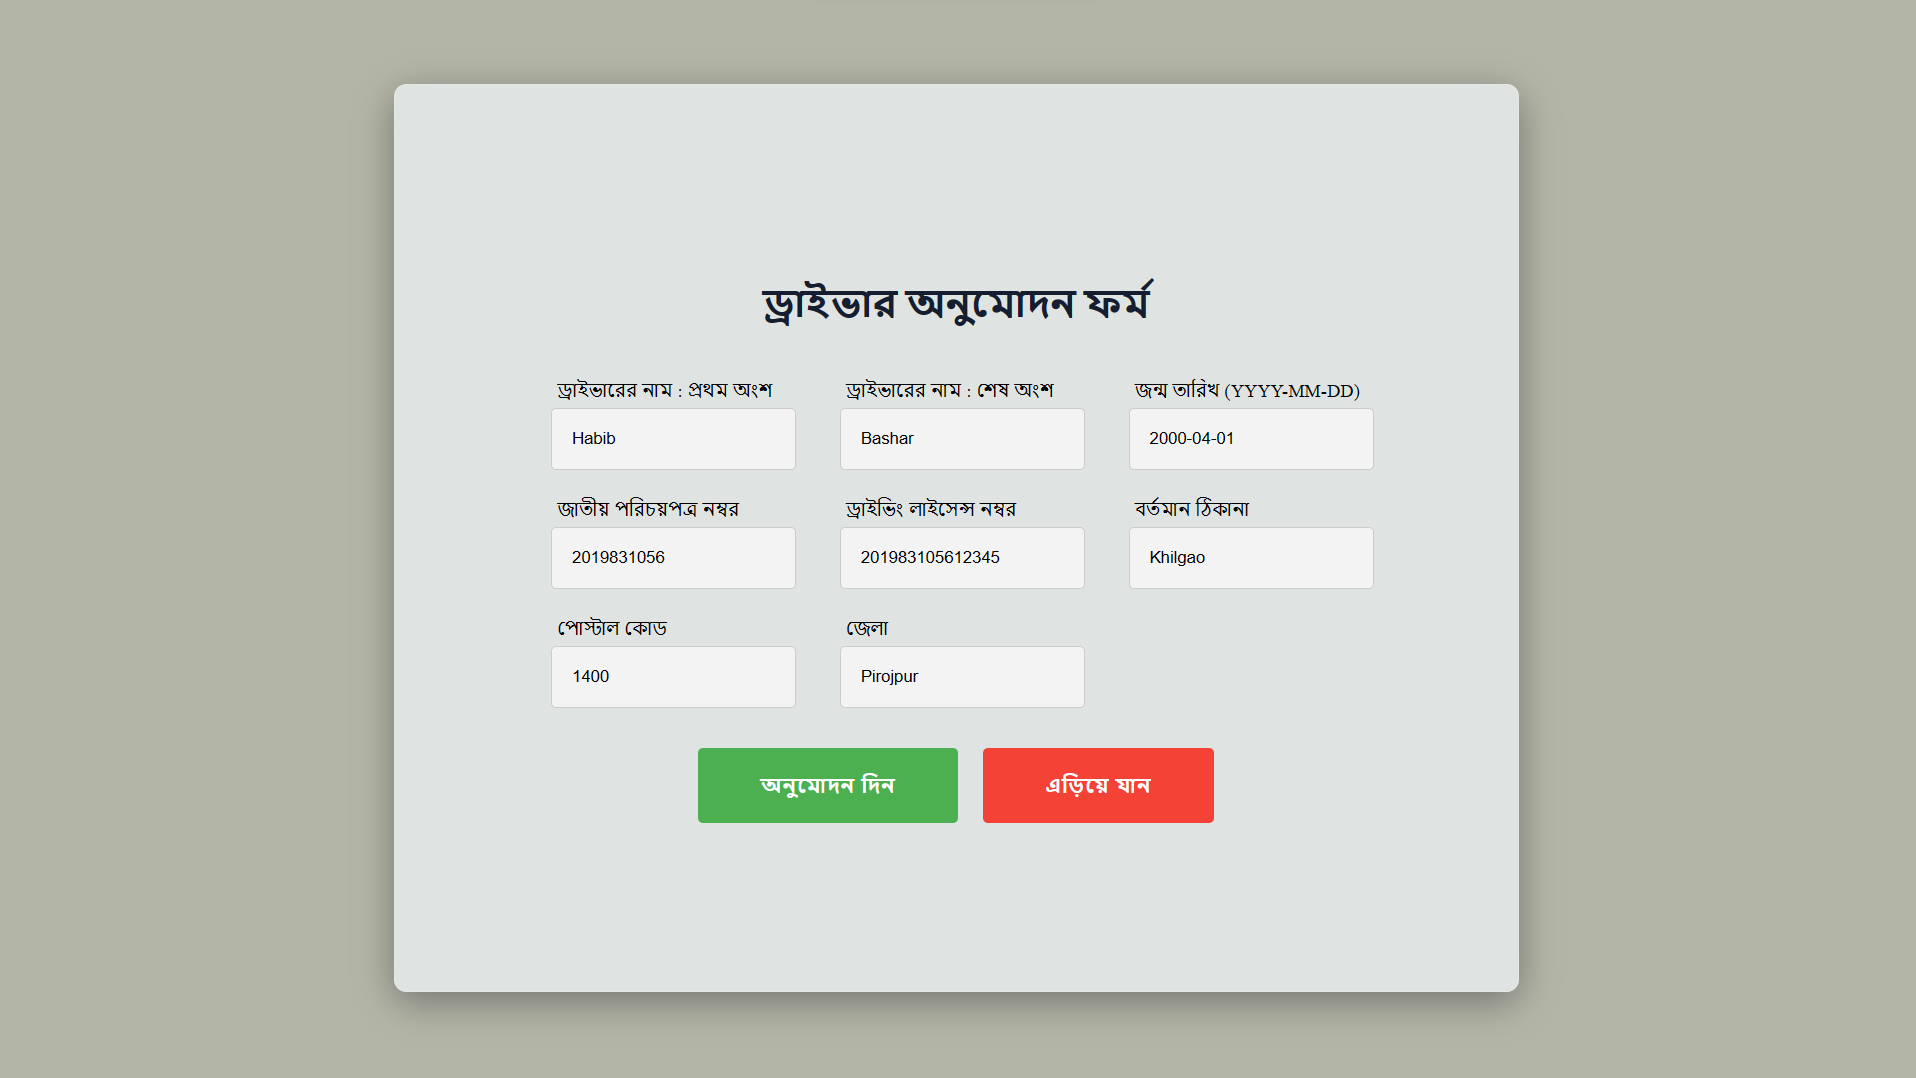 ড্রাইভার অনুমোদন ফর্ম
ড্রাইভারের নাম : প্রথম অংশ
Habib
ড্রাইভারের নাম : শেষ অংশ
Bashar
জন্ম তারিখ (YYYY-MM-DD)
2000-04-01
জাতীয় পরিচয়পত্র নম্বর
2019831056
ড্রাইভিং লাইসেন্স নম্বর
201983105612345
বর্তমান ঠিকানা
Khilgao
পোস্টাল কোড
1400
জেলা
Pirojpur
অনুমোদন দিন
এড়িয়ে যান